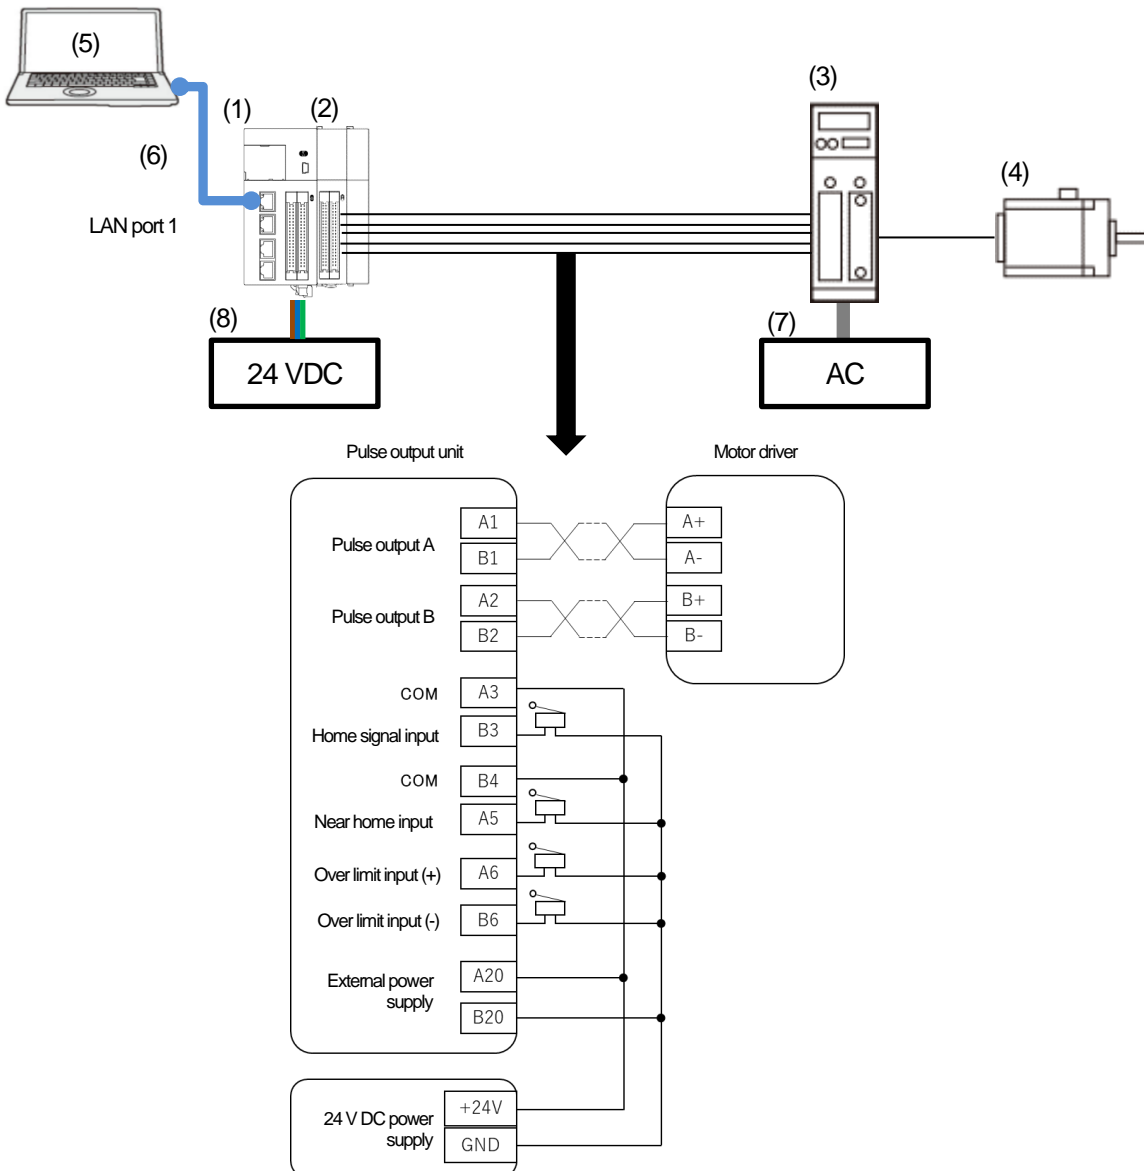 (5)
(3)
(1)
(2)
(6)
(4)
LAN port 1
(8)
(7)
24 VDC
AC
Pulse output unit
Motor driver
Pulse output A
A1
B1
A+
A-
Pulse output B
A2
B2
B+
B-
COM
A3
Home signal input
B3
COM
B4
Near home input
A5
Over limit input (+)
A6
Over limit input (-)
B6
External power
supply
A20
B20
24 V DC power
supply
+24V
GND